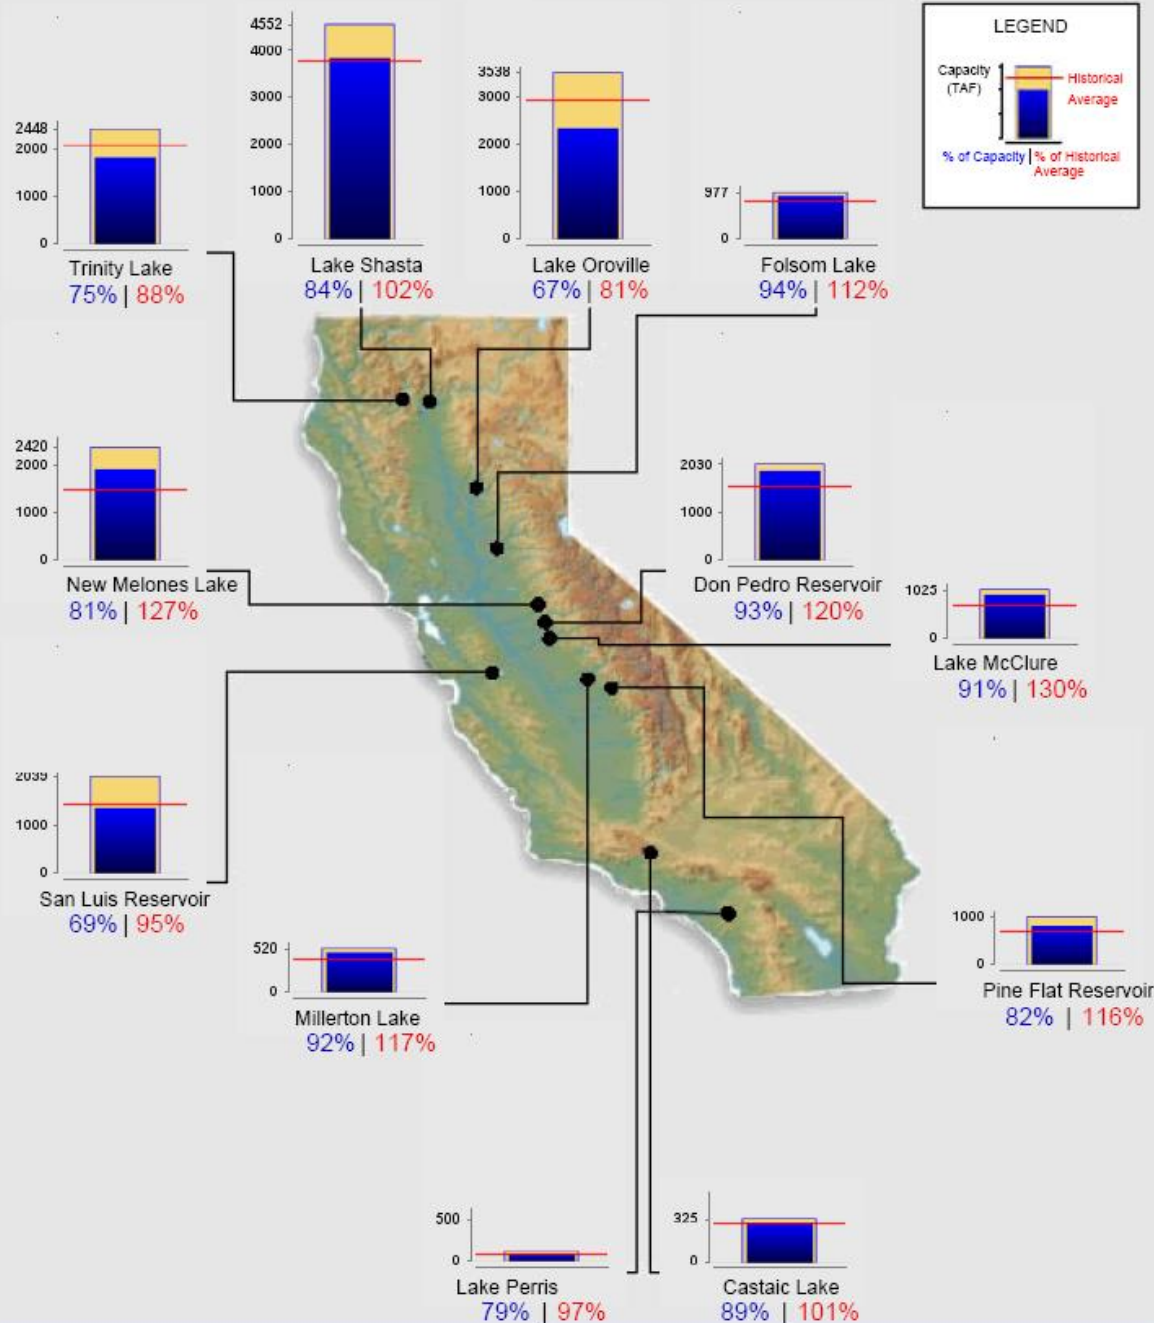 LEGEND
Capacity
(TAF)
Historical
Average
% of Capacity | % of Historical
Average
2448
2000
1000
0
Trinity Lake
75% | 88%
4552
4000
3000
2000
1000
0
Lake Shasta
84% | 102%
3538
3000
2000
1000
0
Lake Oroville
67% | 81%
977
0
Folsom Lake
94% | 112%
2420
2000
1000
0
New Melones Lake
81% | 127%
2030
1000
0
Don Pedro Reservoir
93% | 120%
1025
0
Lake McClure
91% | 130%
2039
1000
0
San Luis Reservoir
69% | 95%
520
0
Millerton Lake
92% | 117%
1000
0
Pine Flat Reservoir
82% | 116%
500
0
Lake Perris
79% | 97%
325
0
Castaic Lake
89% | 101%